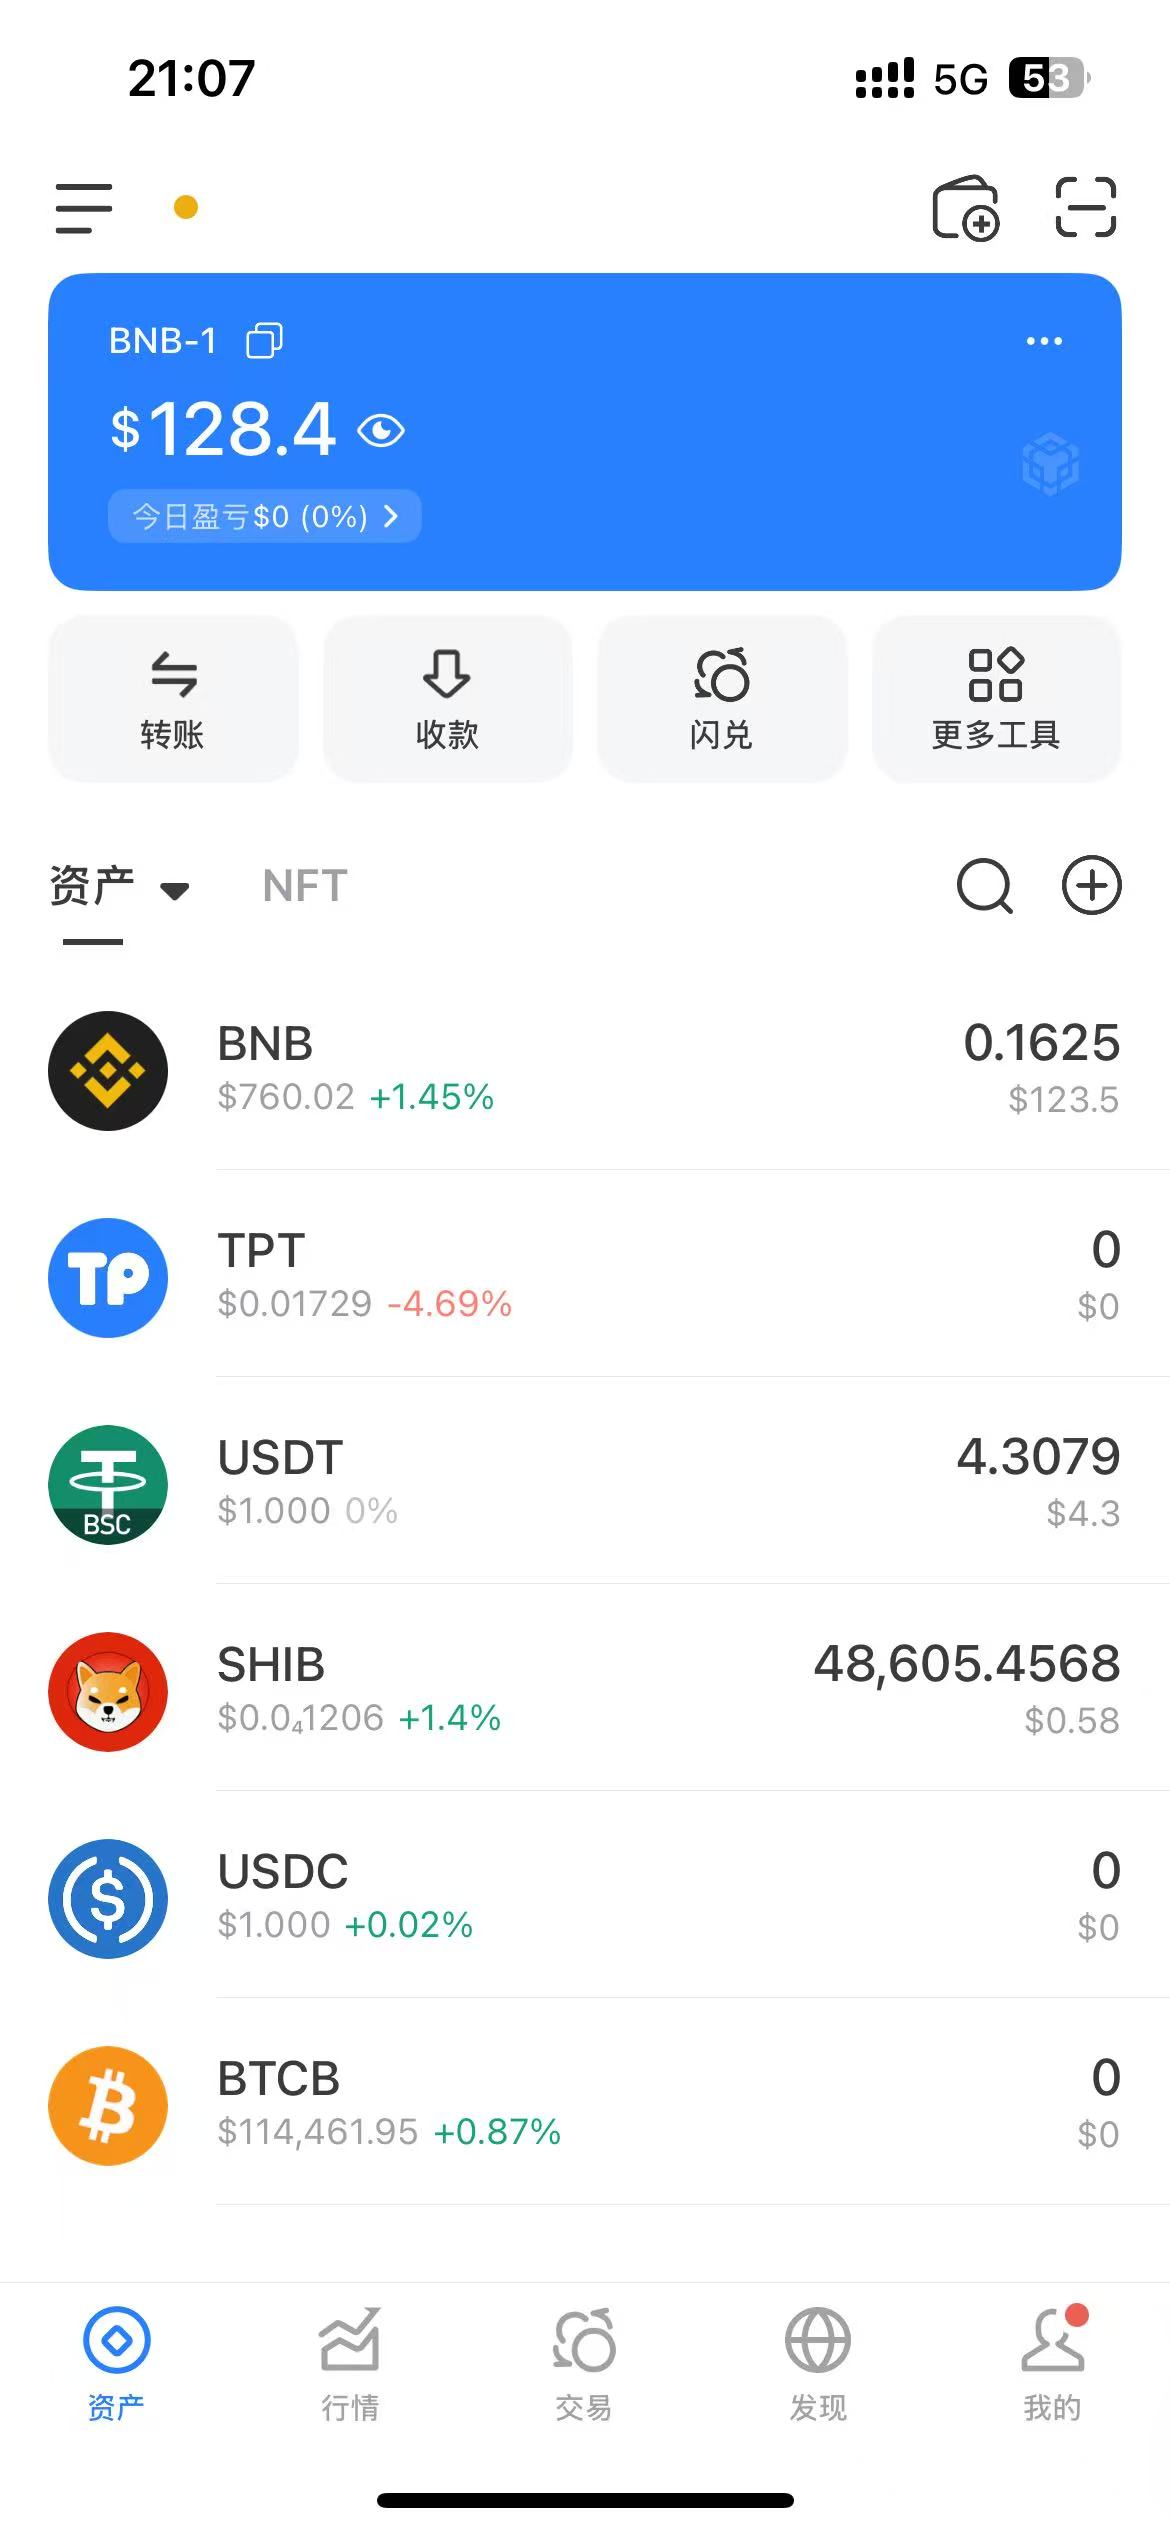 21:07 5G 53
BNB-1
$128.4
今日盈亏$0 (0%)
转账 收款 闪兑 更多工具
资产 NFT
BNB 0.1625
$760.02 +1.45% $123.5
TP
TPT 0
$0.01729 -4.69% $0
USDT 4.3079
$1.000 0% $4.3
BSC
SHIB 48,605.4568
$0.0₄1206 +1.4% $0.58
USDC 0
$1.000 +0.02% $0
BTCB 0
$114,461.95 +0.87% $0
资产 行情 交易 发现 我的